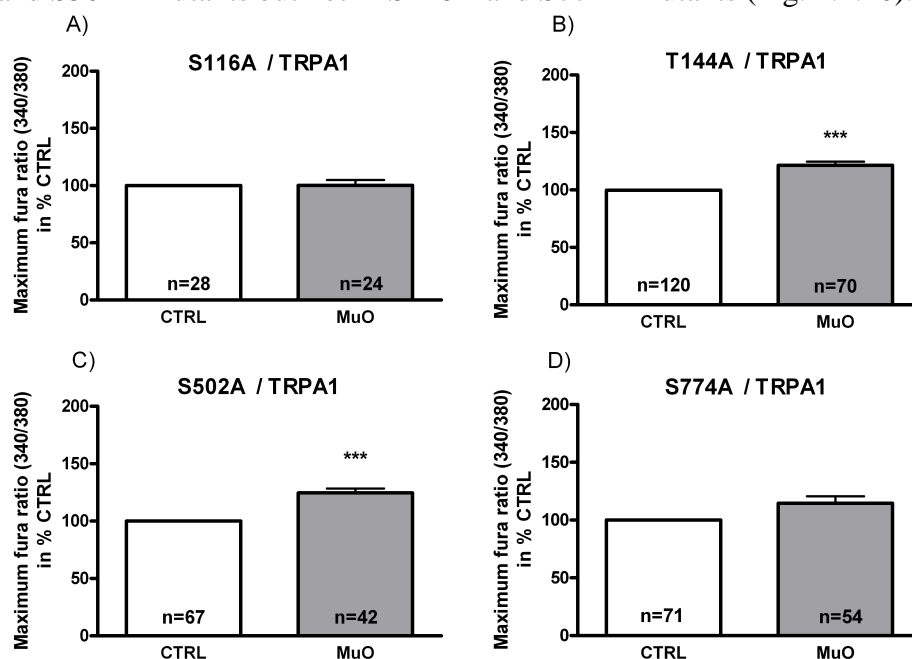 A)
S116A / TRPA1
Maximum fura ratio (340/380)
in % CTRL
200
150
100
50
0
n=28
n=24
CTRL
MuO
B)
T144A / TRPA1
Maximum fura ratio (340/380)
in % CTRL
200
150
100
50
0
***
n=120
n=70
CTRL
MuO
C)
S502A / TRPA1
Maximum fura ratio (340/380)
in % CTRL
200
150
100
50
0
***
n=67
n=42
CTRL
MuO
D)
S774A / TRPA1
Maximum fura ratio (340/380)
in % CTRL
200
150
100
50
0
n=71
n=54
CTRL
MuO